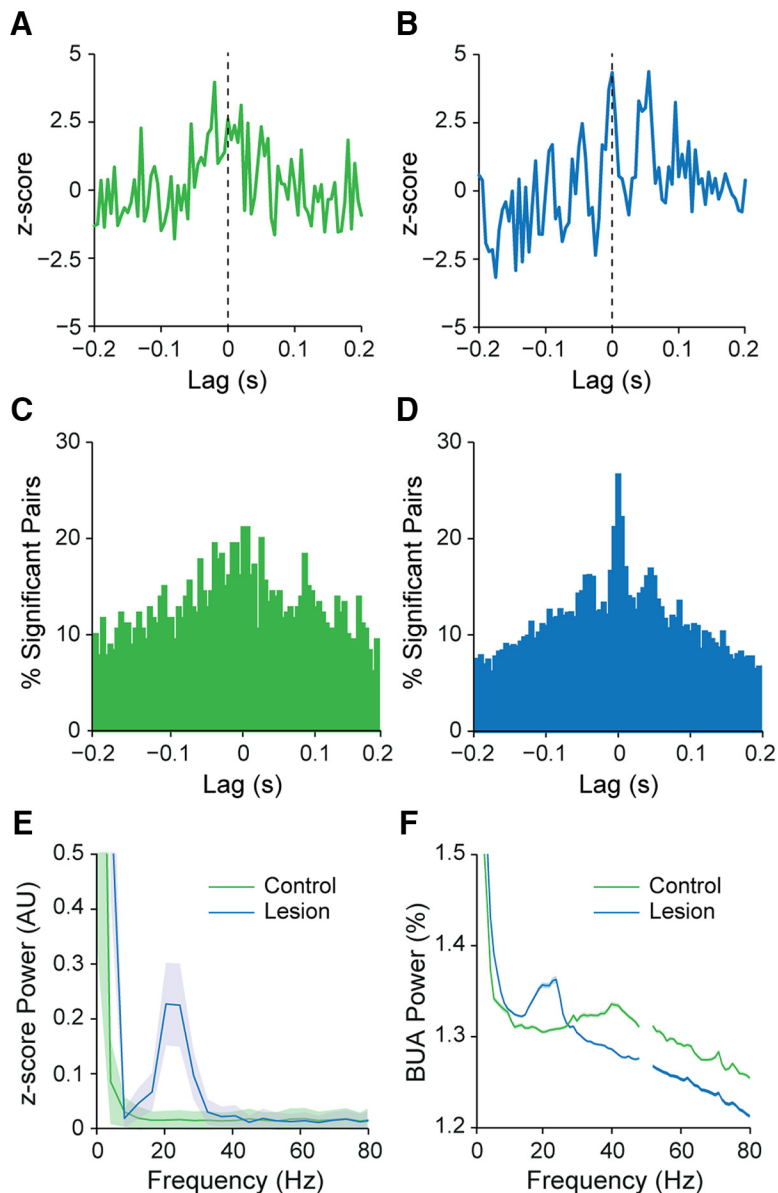 A
5
2.5
0
−2.5
−5
z-score
−0.2 −0.1 0 0.1 0.2
Lag (s)
B
5
2.5
0
−2.5
−5
z-score
−0.2 −0.1 0 0.1 0.2
Lag (s)
C
30
20
10
0
% Significant Pairs
−0.2 −0.1 0 0.1 0.2
Lag (s)
D
30
20
10
0
% Significant Pairs
−0.2 −0.1 0 0.1 0.2
Lag (s)
E
0.5
0.4
0.3
0.2
0.1
0
z-score Power (AU)
Control
Lesion
0 20 40 60 80
Frequency (Hz)
F
1.5
1.4
1.3
1.2
BUA Power (%)
Control
Lesion
0 20 40 60 80
Frequency (Hz)